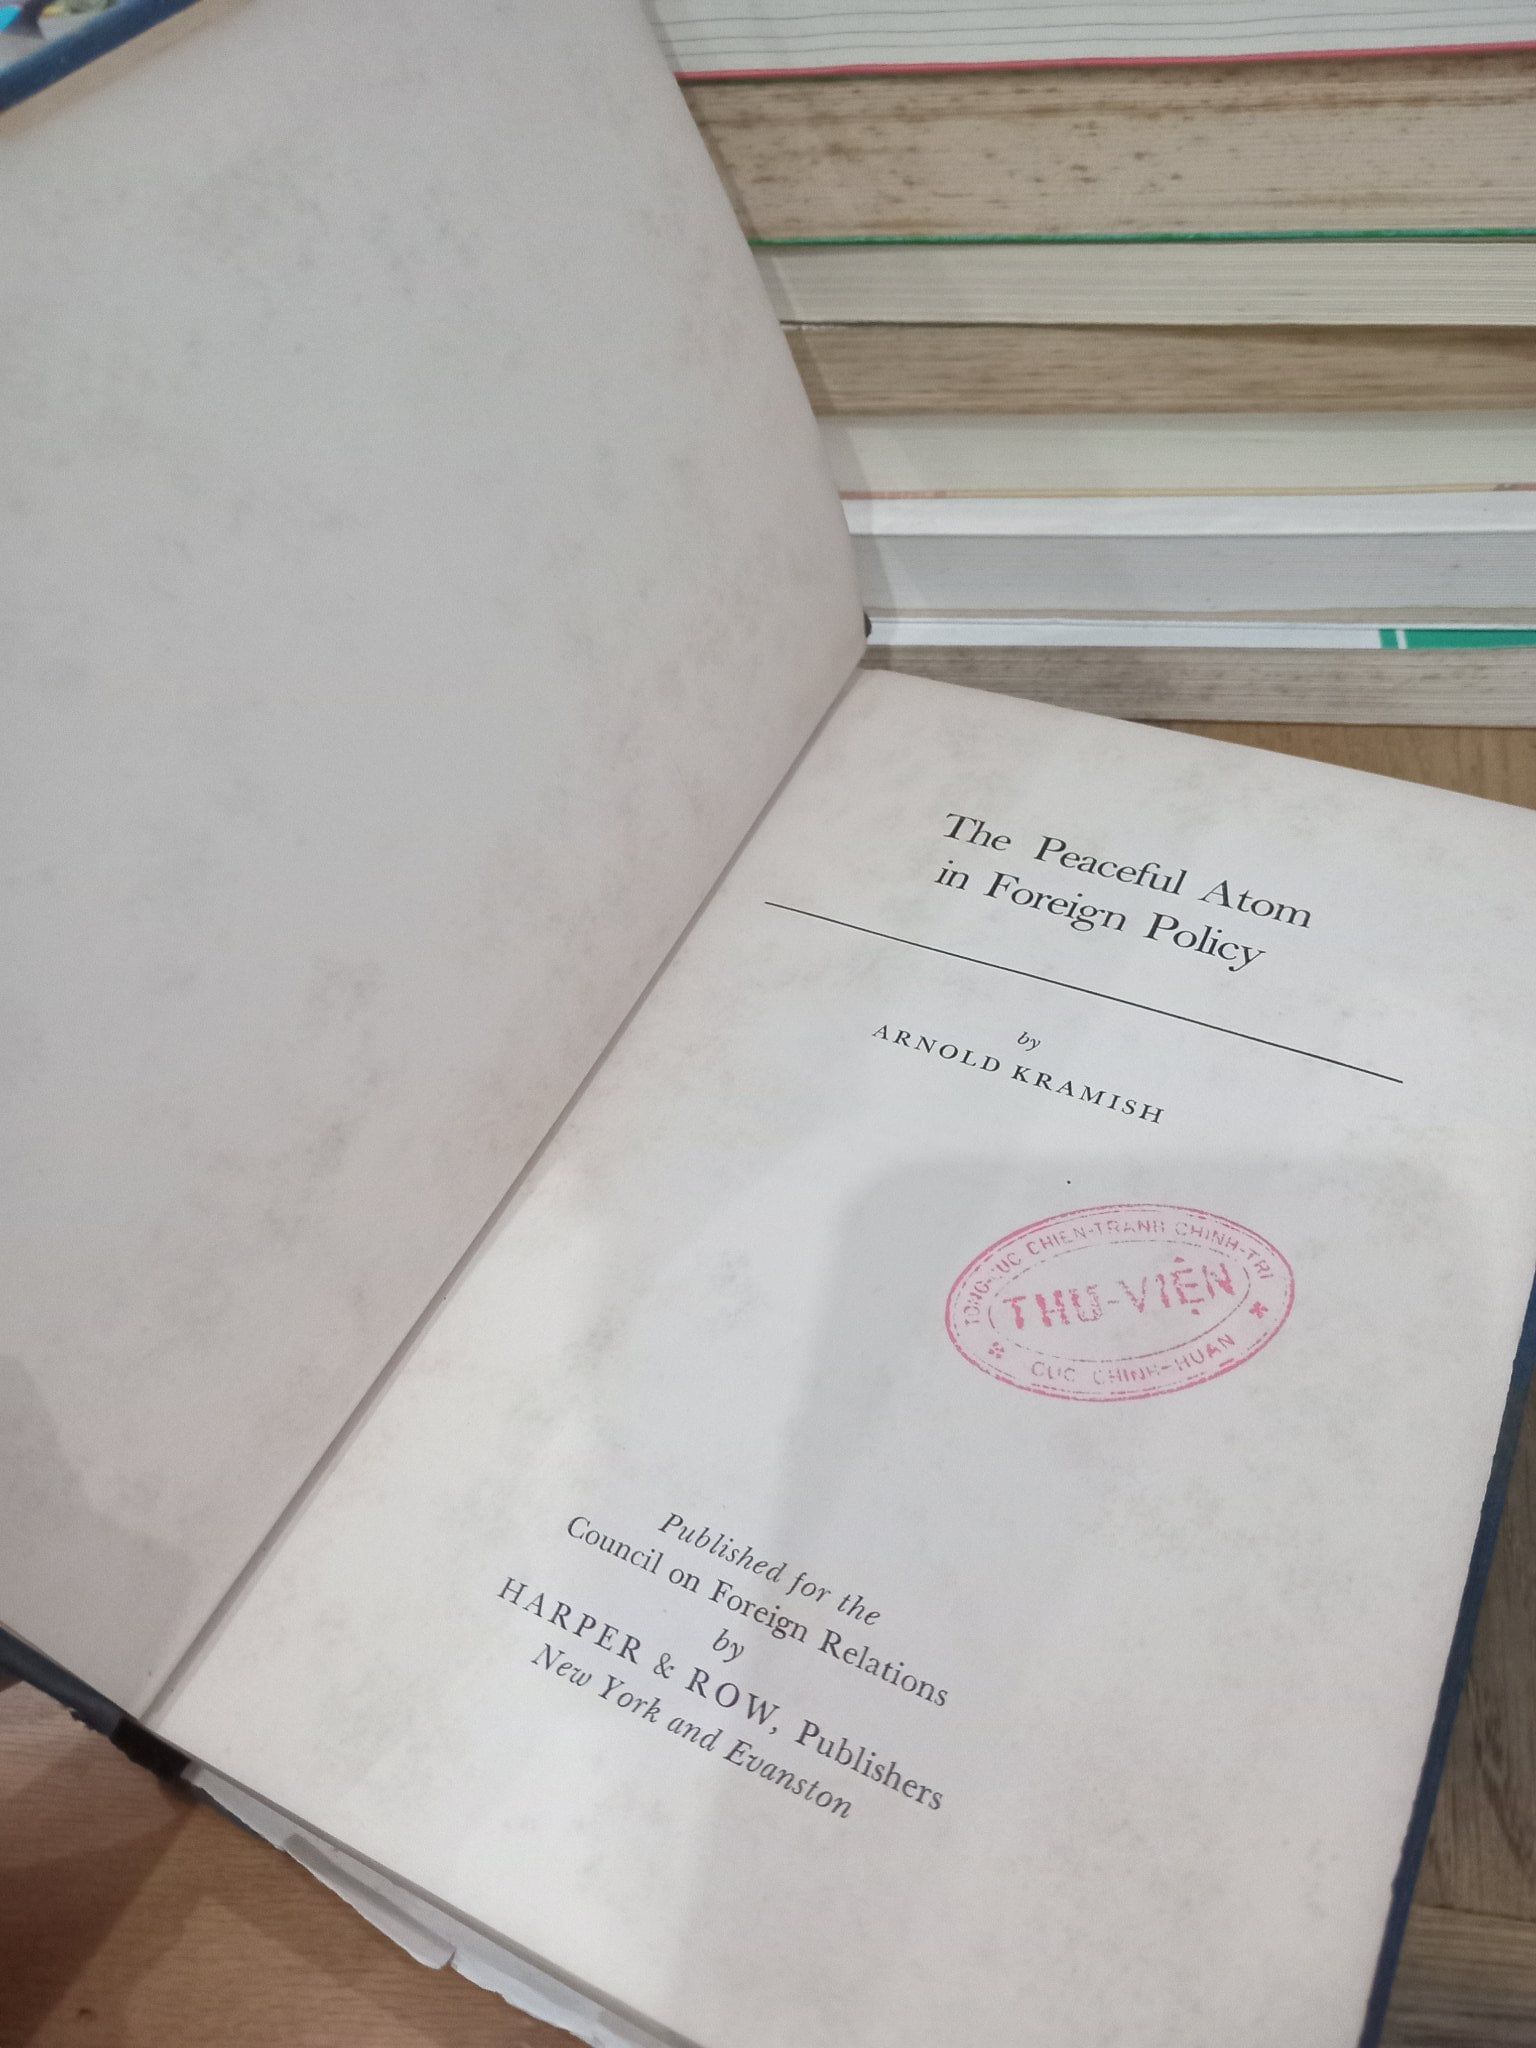 The Peaceful Atom
in Foreign Policy
by
ARNOLD KRAMISH
TỔNG-CỤC CHIẾN-TRANH CHÍNH-TRỊ
THƯ-VIỆN
CỤC CHÍNH-HUẤN
Published for the
Council on Foreign Relations
by
HARPER & ROW, Publishers
New York and Evanston